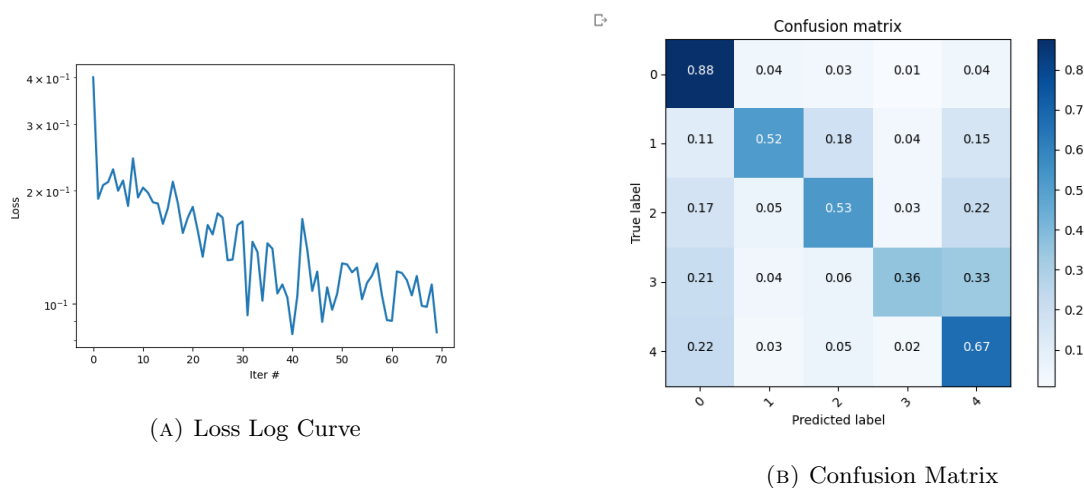 4 × 10⁻¹
3 × 10⁻¹
2 × 10⁻¹
10⁻¹
Loss
0 10 20 30 40 50 60 70
Iter #
(A) Loss Log Curve
Confusion matrix
0 0.88 0.04 0.03 0.01 0.04
1 0.11 0.52 0.18 0.04 0.15
2 0.17 0.05 0.53 0.03 0.22
3 0.21 0.04 0.06 0.36 0.33
4 0.22 0.03 0.05 0.02 0.67
True label
0 1 2 3 4
Predicted label
0.8
0.7
0.6
0.5
0.4
0.3
0.2
0.1
(B) Confusion Matrix